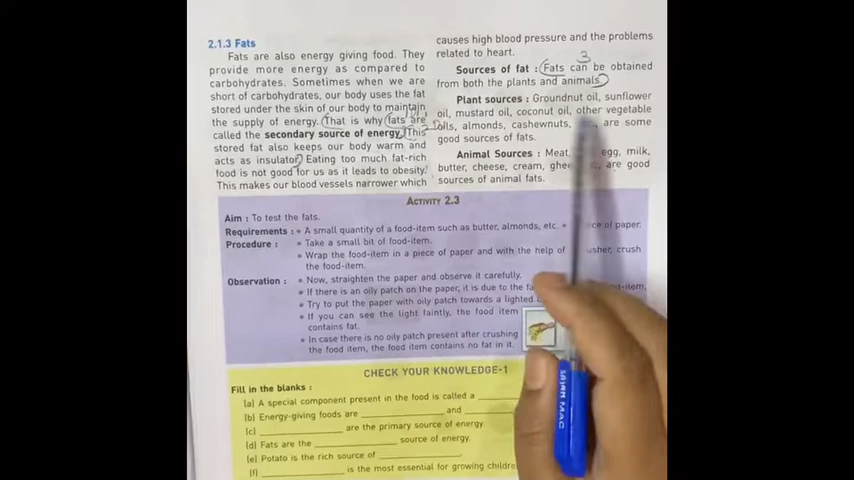 2.1.3 Fats
Fats are also energy giving food. They
provide more energy as compared to
carbohydrates. Sometimes when we are
short of carbohydrates, our body uses the fat
stored under the skin of our body to maintain
the supply of energy. That is why fats are
called the secondary source of energy. This
stored fat also keeps our body warm and
acts as insulator. Eating too much fat-rich
food is not good for us as it leads to obesity.
This makes our blood vessels narrower which
causes high blood pressure and the problems
related to heart.
3
Sources of fat : Fats can be obtained
from both the plants and animals.
Plant sources : Groundnut oil, sunflower
oil, mustard oil, coconut oil, other vegetable
oils, almonds, cashewnuts, are some
good sources of fats.
Animal Sources : Meat, egg, milk,
butter, cheese, cream, ghee are good
sources of animal fats.
ACTIVITY 2.3
Aim : To test the fats.
Requirements : • A small quantity of a food-item such as butter, almonds, etc. • piece of paper.
Procedure : • Take a small bit of food-item.
• Wrap the food-item in a piece of paper and with the help of crush
the food-item.
Observation : • Now, straighten the paper and observe it carefully.
• If there is an oily patch on the paper, it is due to the food-item.
• Try to put the paper with oily patch towards a lighted
• If you can see the light faintly, the food item
contains fat.
• In case there is no oily patch present after crushing
the food item, the food item contains no fat in it.
CHECK YOUR KNOWLEDGE-1
Fill in the blanks :
(a) A special component present in the food is called a ________
(b) Energy-giving foods are ________ and ________
(c) ________ are the primary source of energy
(d) Fats are the ________ source of energy.
(e) Potato is the rich source of ________
(f) ________ is the most essential for growing
MAC